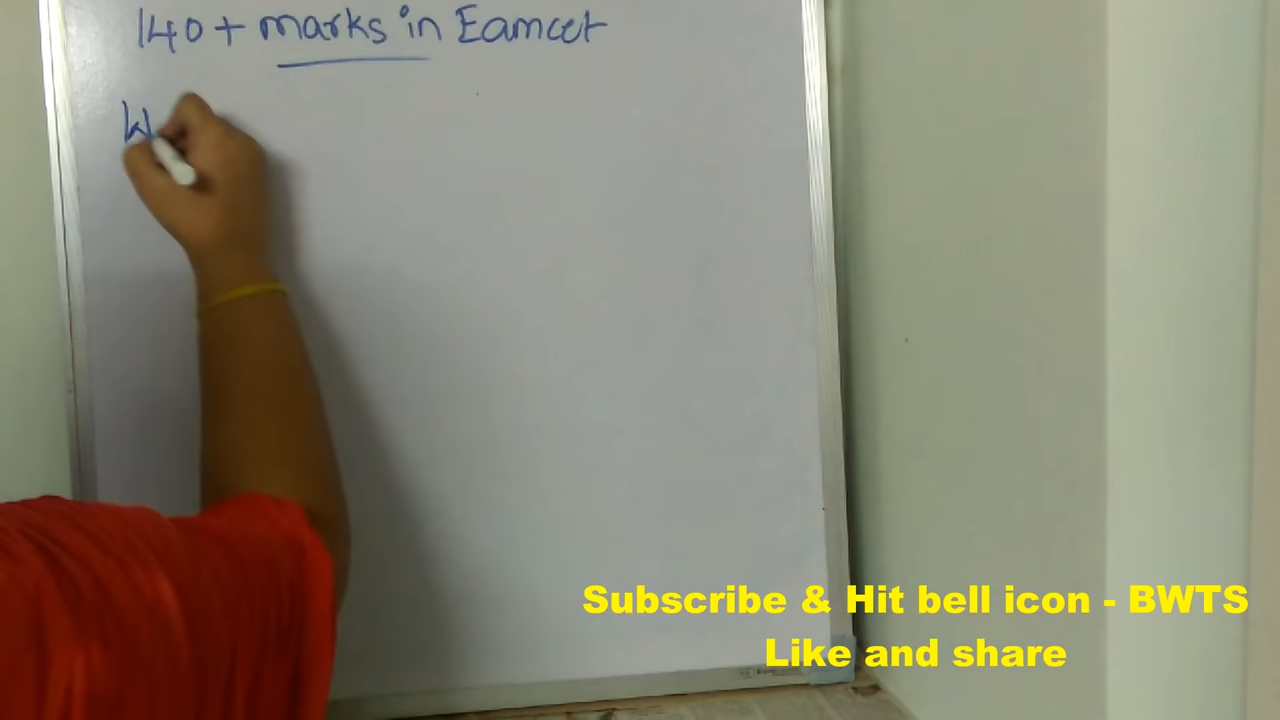 140+ marks in Eamcet
W
Subscribe & Hit bell icon - BWTS
Like and share